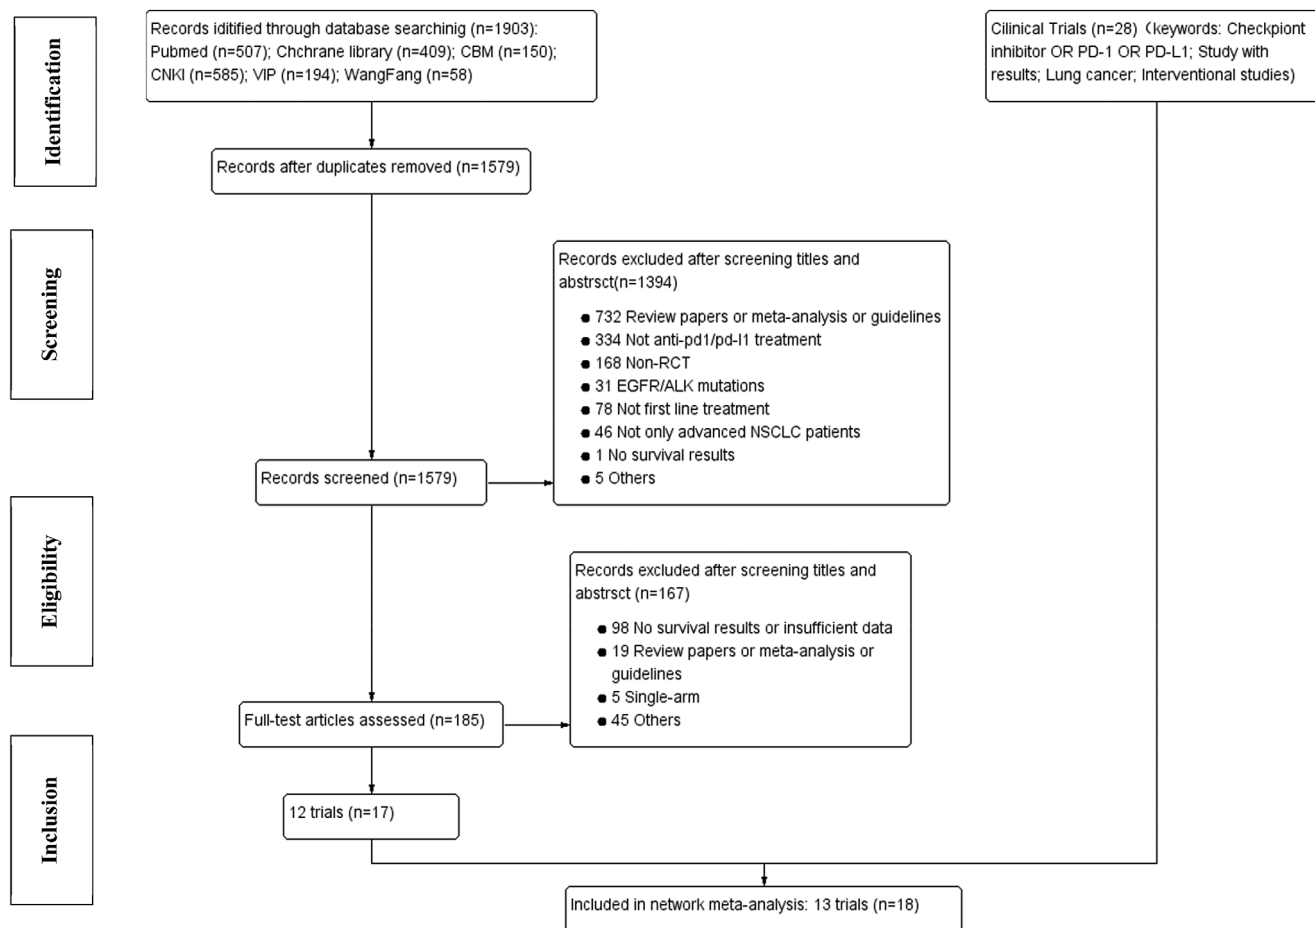 Identification
Records iditified through database searchinig (n=1903):
Pubmed (n=507); Chchrane library (n=409); CBM (n=150);
CNKI (n=585); VIP (n=194); WangFang (n=58)
Cilinical Trials (n=28)（keywords: Checkpiont
inhibitor OR PD-1 OR PD-L1; Study with
results; Lung cancer; Interventional studies)
Records after duplicates removed (n=1579)
Screening
Records excluded after screening titles and
abstrsct(n=1394)
● 732 Review papers or meta-analysis or guidelines
● 334 Not anti-pd1/pd-l1 treatment
● 168 Non-RCT
● 31 EGFR/ALK mutations
● 78 Not first line treatment
● 46 Not only advanced NSCLC patients
● 1 No survival results
● 5 Others
Records screened (n=1579)
Eligibility
Records excluded after screening titles and
abstrsct (n=167)
● 98 No survival results or insufficient data
● 19 Review papers or meta-analysis or
guidelines
● 5 Single-arm
● 45 Others
Full-test articles assessed (n=185)
Inclusion
12 trials (n=17)
Included in network meta-analysis: 13 trials (n=18)